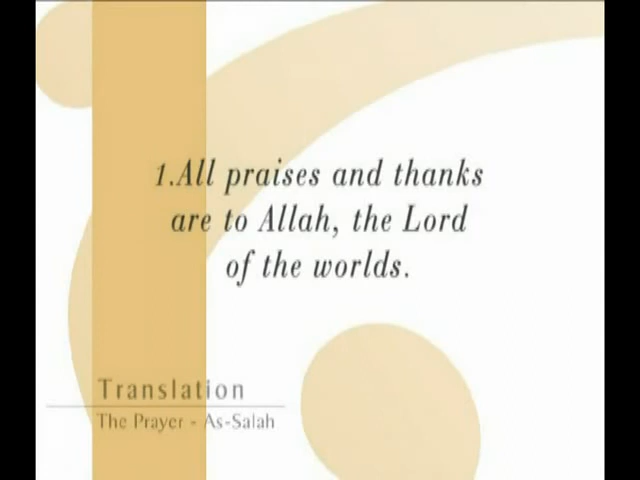 1.All praises and thanks
are to Allah, the Lord
of the worlds.
Translation
The Prayer - As-Salah